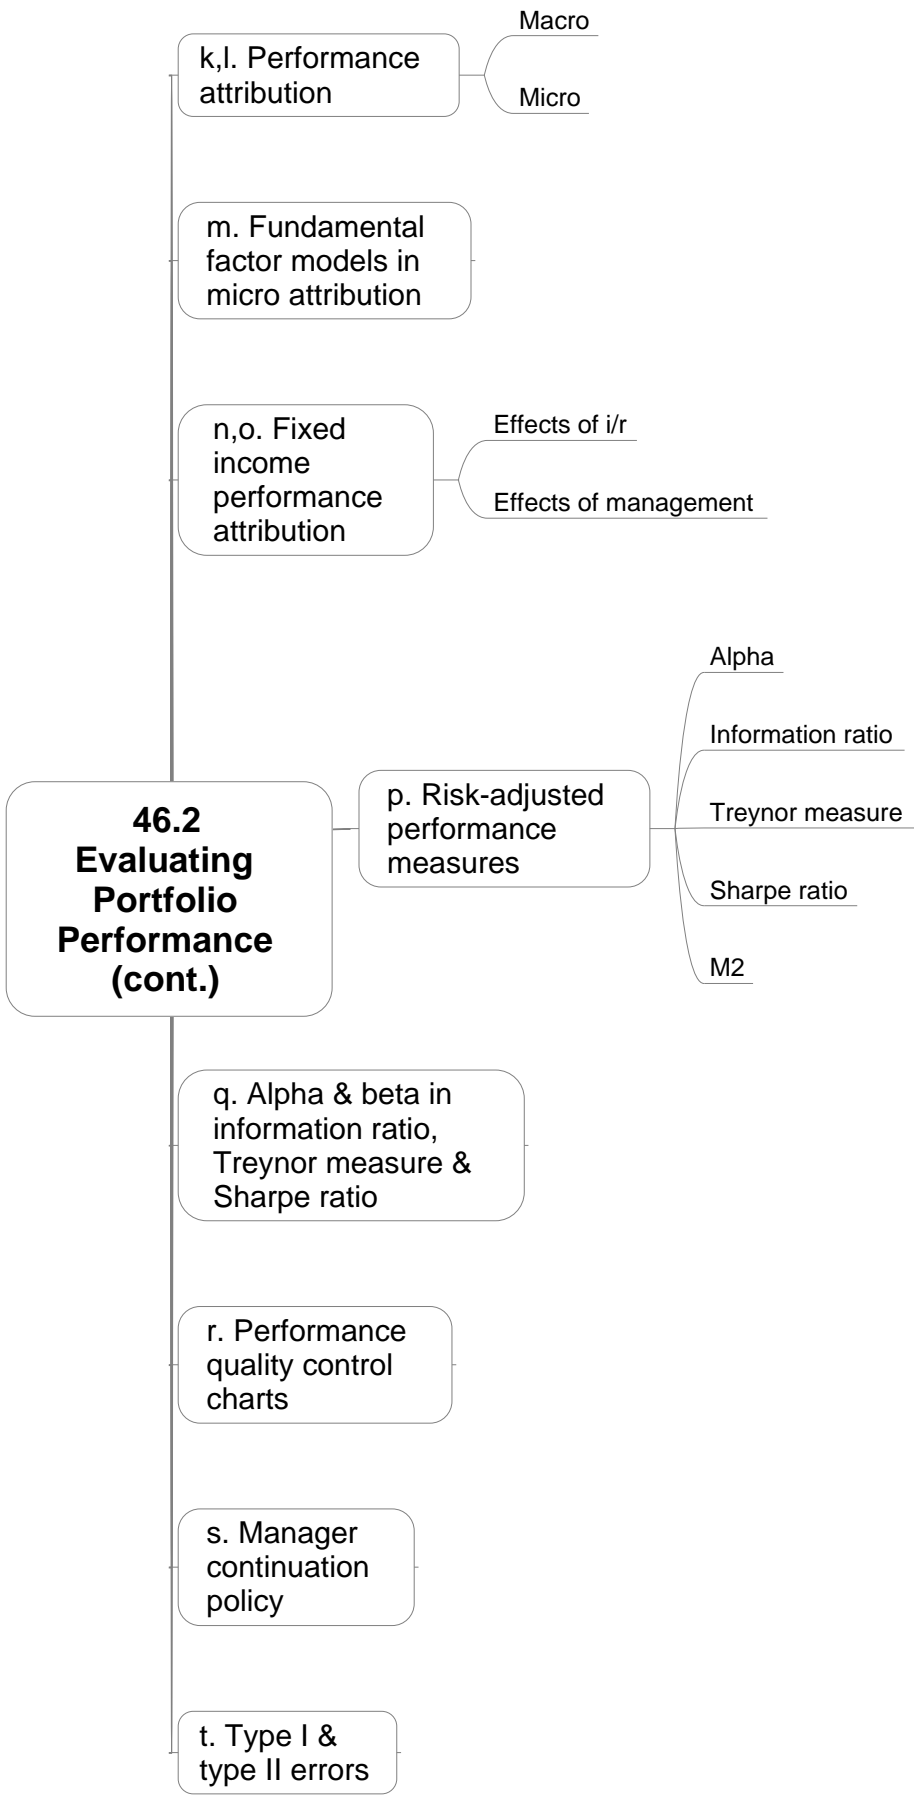 Macro
k,l. Performance
attribution
Micro
m. Fundamental
factor models in
micro attribution
n,o. Fixed
income
performance
attribution
Effects of i/r
Effects of management
46.2
Evaluating
Portfolio
Performance
(cont.)
p. Risk-adjusted
performance
measures
Alpha
Information ratio
Treynor measure
Sharpe ratio
M2
q. Alpha & beta in
information ratio,
Treynor measure &
Sharpe ratio
r. Performance
quality control
charts
s. Manager
continuation
policy
t. Type I &
type II errors